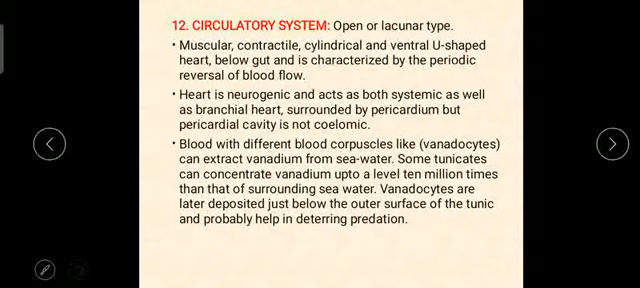 12. CIRCULATORY SYSTEM: Open or lacunar type.
• Muscular, contractile, cylindrical and ventral U-shaped
heart, below gut and is characterized by the periodic
reversal of blood flow.
• Heart is neurogenic and acts as both systemic as well
as branchial heart, surrounded by pericardium but
pericardial cavity is not coelomic.
• Blood with different blood corpuscles like (vanadocytes)
can extract vanadium from sea-water. Some tunicates
can concentrate vanadium upto a level ten million times
than that of surrounding sea water. Vanadocytes are
later deposited just below the outer surface of the tunic
and probably help in deterring predation.